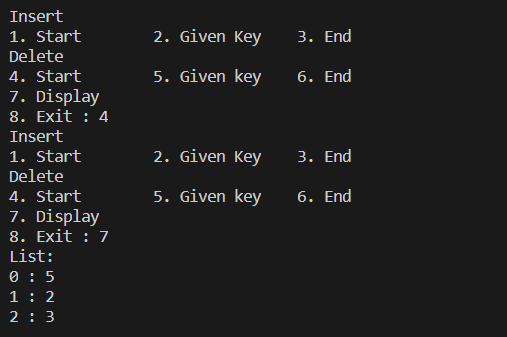 Insert
1. Start        2. Given Key    3. End
Delete
4. Start        5. Given key    6. End
7. Display
8. Exit : 4
Insert
1. Start        2. Given Key    3. End
Delete
4. Start        5. Given key    6. End
7. Display
8. Exit : 7
List:
0 : 5
1 : 2
2 : 3